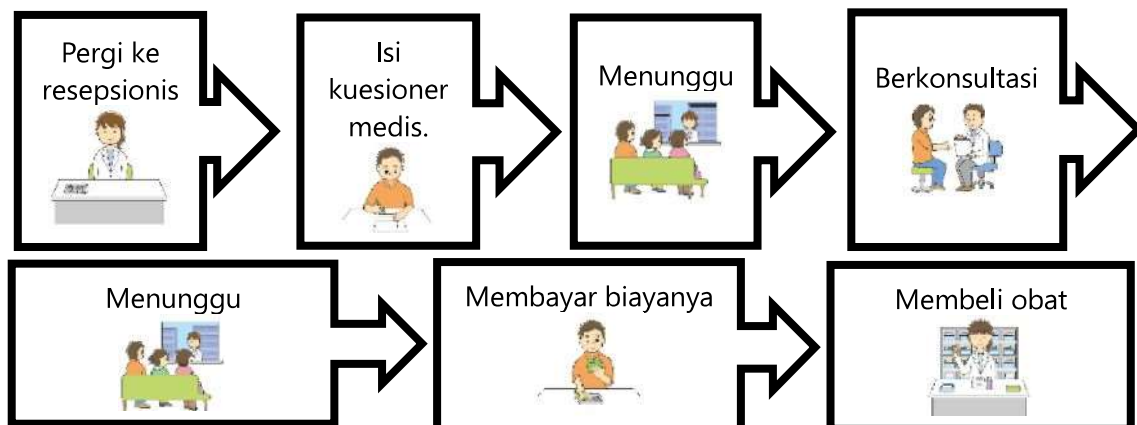 Pergi ke
resepsionis
Isi
kuesioner
medis.
Menunggu
Berkonsultasi
Menunggu
Membayar biayanya
Membeli obat